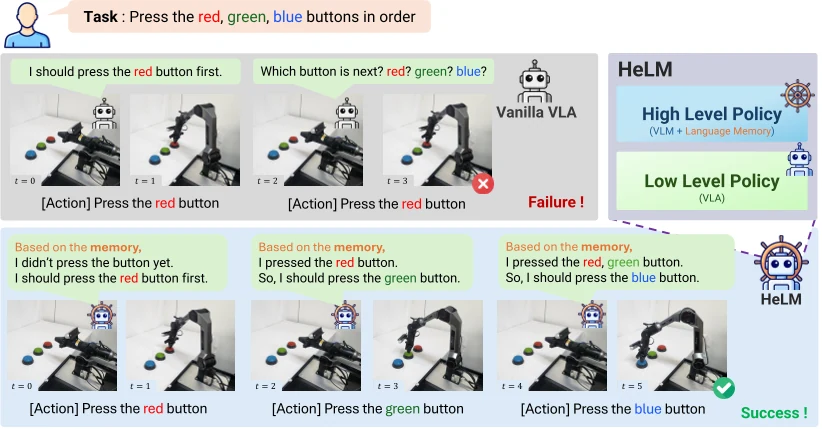 Task : Press the red, green, blue buttons in order
I should press the red button first.
Which button is next? red? green? blue?
Vanilla VLA
t = 0
t = 1
t = 2
t = 3
[Action] Press the red button
[Action] Press the red button
Failure !
HeLM
High Level Policy
(VLM + Language Memory)
Low Level Policy
(VLA)
Based on the memory,
I didn't press the button yet.
I should press the red button first.
Based on the memory,
I pressed the red button.
So, I should press the green button.
Based on the memory,
I pressed the red, green button.
So, I should press the blue button.
HeLM
t = 0
t = 1
t = 2
t = 3
t = 4
t = 5
[Action] Press the red button
[Action] Press the green button
[Action] Press the blue button
Success !